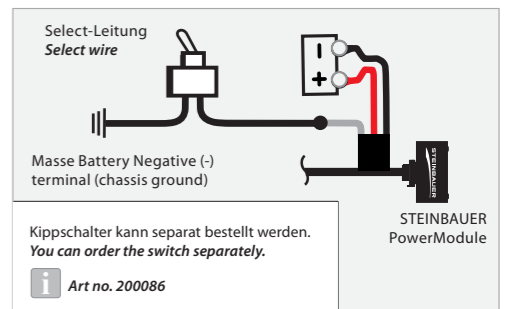 Select-Leitung
Select wire
Masse Battery Negative (-)
terminal (chassis ground)
STEINBAUER
STEINBAUER
PowerModule
Kippschalter kann separat bestellt werden.
You can order the switch separately.
i Art no. 200086